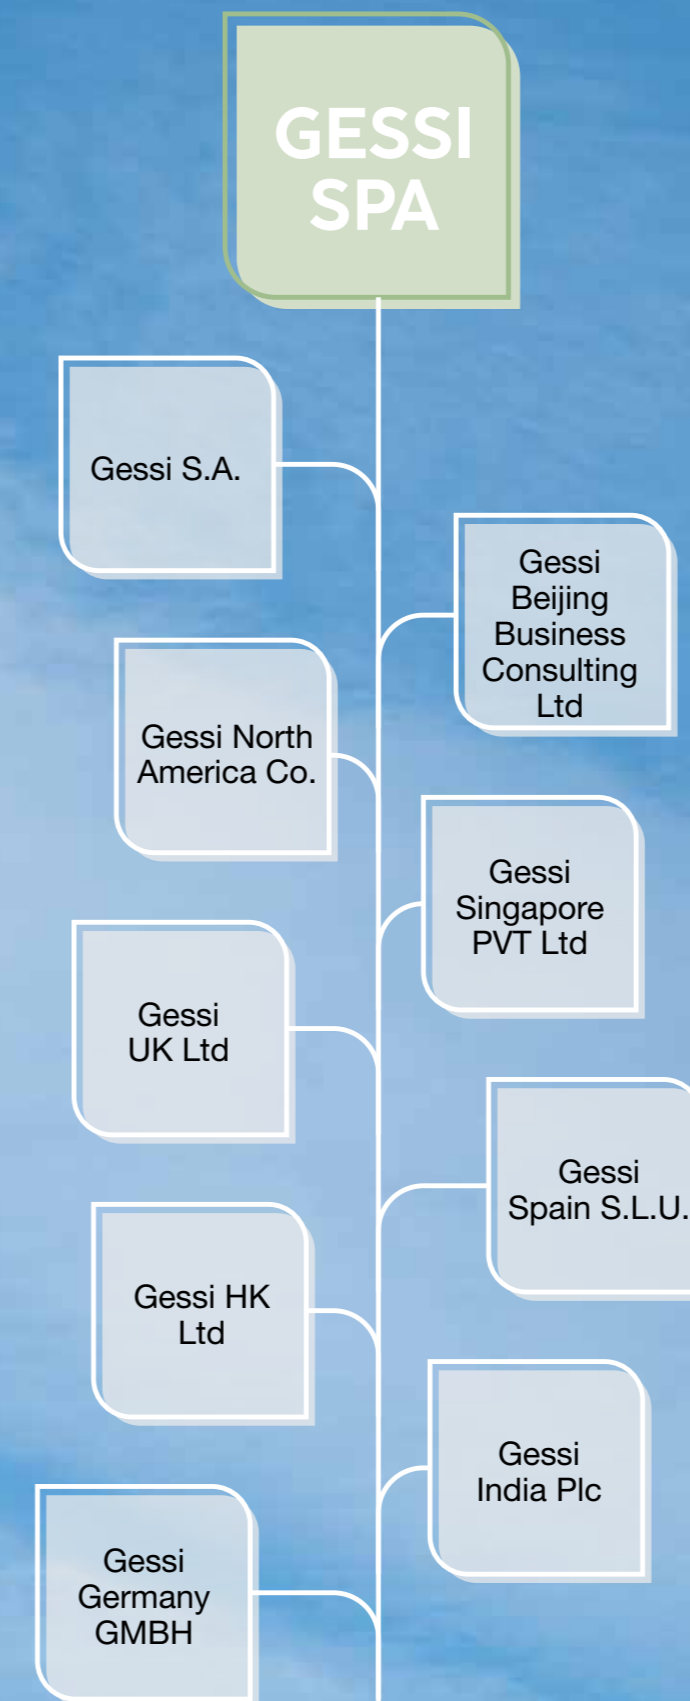 GESSI
SPA
Gessi S.A.
Gessi
Beijing
Business
Consulting
Ltd
Gessi North
America Co.
Gessi
Singapore
PVT Ltd
Gessi
UK Ltd
Gessi
Spain S.L.U.
Gessi HK
Ltd
Gessi
India Plc
Gessi
Germany
GMBH